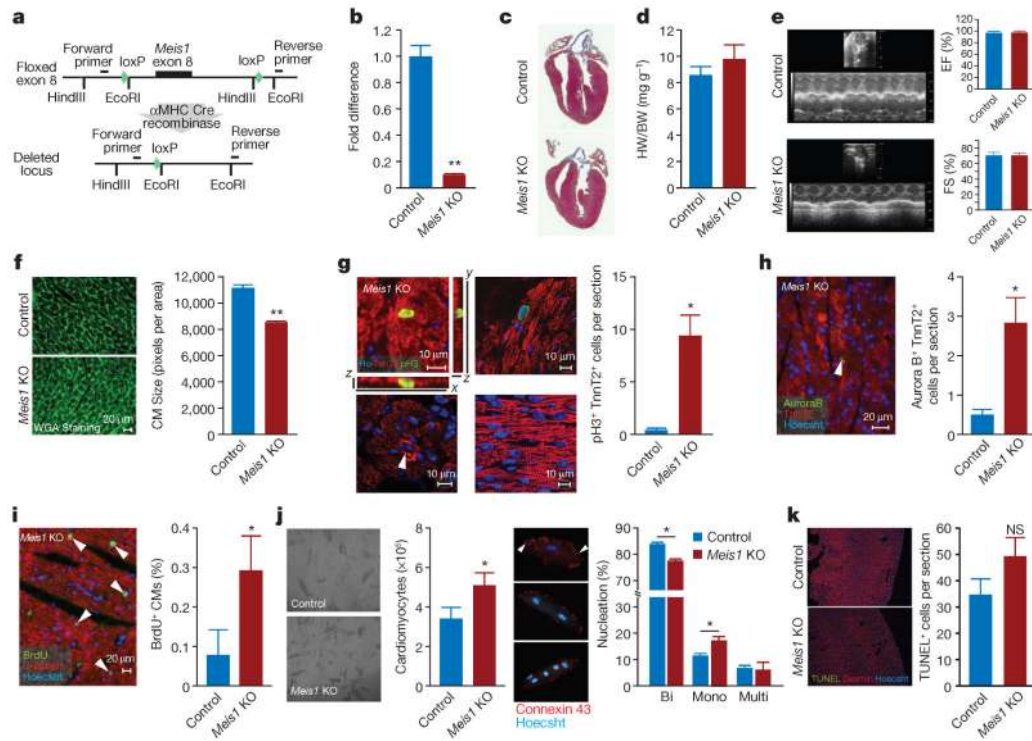 a
Floxed exon 8
Forward primer
loxP
Meis1 exon 8
loxP
Reverse primer
HindIII
EcoRI
HindIII
EcoRI
αMHC Cre recombinase
Deleted locus
Forward primer
loxP
Reverse primer
HindIII
EcoRI
EcoRI
b
Fold difference
1.2
1.0
0.8
0.6
0.4
0.2
0
**
Control
Meis1 KO
c
Control
Meis1 KO
d
HW/BW (mg g⁻¹)
12
10
8
6
4
2
0
Control
Meis1 KO
e
Control
Meis1 KO
EF (%)
100
80
60
40
20
0
Control
Meis1 KO
FS (%)
100
80
60
40
20
0
Control
Meis1 KO
f
Control
Meis1 KO
20 μm
WGA Staining
CM Size (pixels per area)
12,000
10,000
8,000
6,000
4,000
2,000
0
**
Control
Meis1 KO
g
Meis1 KO
10 μm
y
z
x
z
10 μm
10 μm
10 μm
pH3⁺ TnnT2⁺ cells per section
15
10
5
0
*
Control
Meis1 KO
h
Meis1 KO
AuroraB
Hoecsht
20 μm
Aurora B⁺ TnnT2⁺
cells per section
4
3
2
1
0
*
Control
Meis1 KO
i
Meis1 KO
BrdU
Hoecsht
20 μm
BrdU⁺ CMs (%)
0.4
0.3
0.2
0.1
0
*
Control
Meis1 KO
j
Control
Meis1 KO
Cardiomyocytes (×10⁵)
8
6
4
2
0
*
Control
Meis1 KO
Connexin 43
Hoecsht
Nucleation (%)
90
80
70
30
20
10
0
*
*
Control
Meis1 KO
Bi
Mono
Multi
k
Control
Meis1 KO
TUNEL Desmin Hoecsht
TUNEL⁺ cells per section
60
50
40
30
20
10
0
NS
Control
Meis1 KO